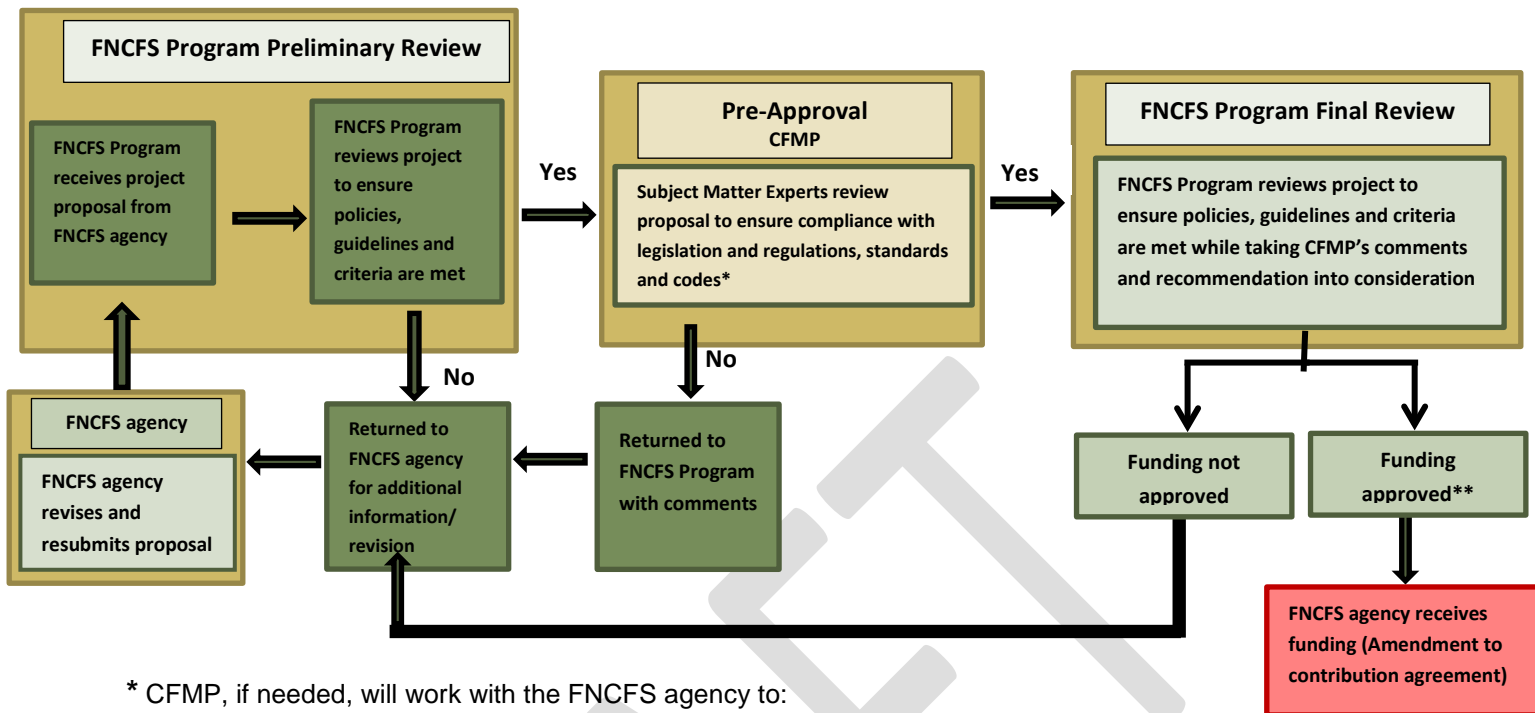 FNCFS Program Preliminary Review
FNCFS Program
receives project
proposal from
FNCFS agency
FNCFS Program
reviews project
to ensure
policies,
guidelines and
criteria are met
Yes
No
Pre-Approval
CFMP
Subject Matter Experts review
proposal to ensure compliance with
legislation and regulations, standards
and codes*
Yes
No
FNCFS Program Final Review
FNCFS Program reviews project to
ensure policies, guidelines and criteria
are met while taking CFMP’s comments
and recommendation into consideration
FNCFS agency
FNCFS agency
revises and
resubmits proposal
Returned to
FNCFS agency
for additional
information/
revision
Returned to
FNCFS Program
with comments
Funding not
approved
Funding
approved**
FNCFS agency receives
funding (Amendment to
contribution agreement)
* CFMP, if needed, will work with the FNCFS agency to: